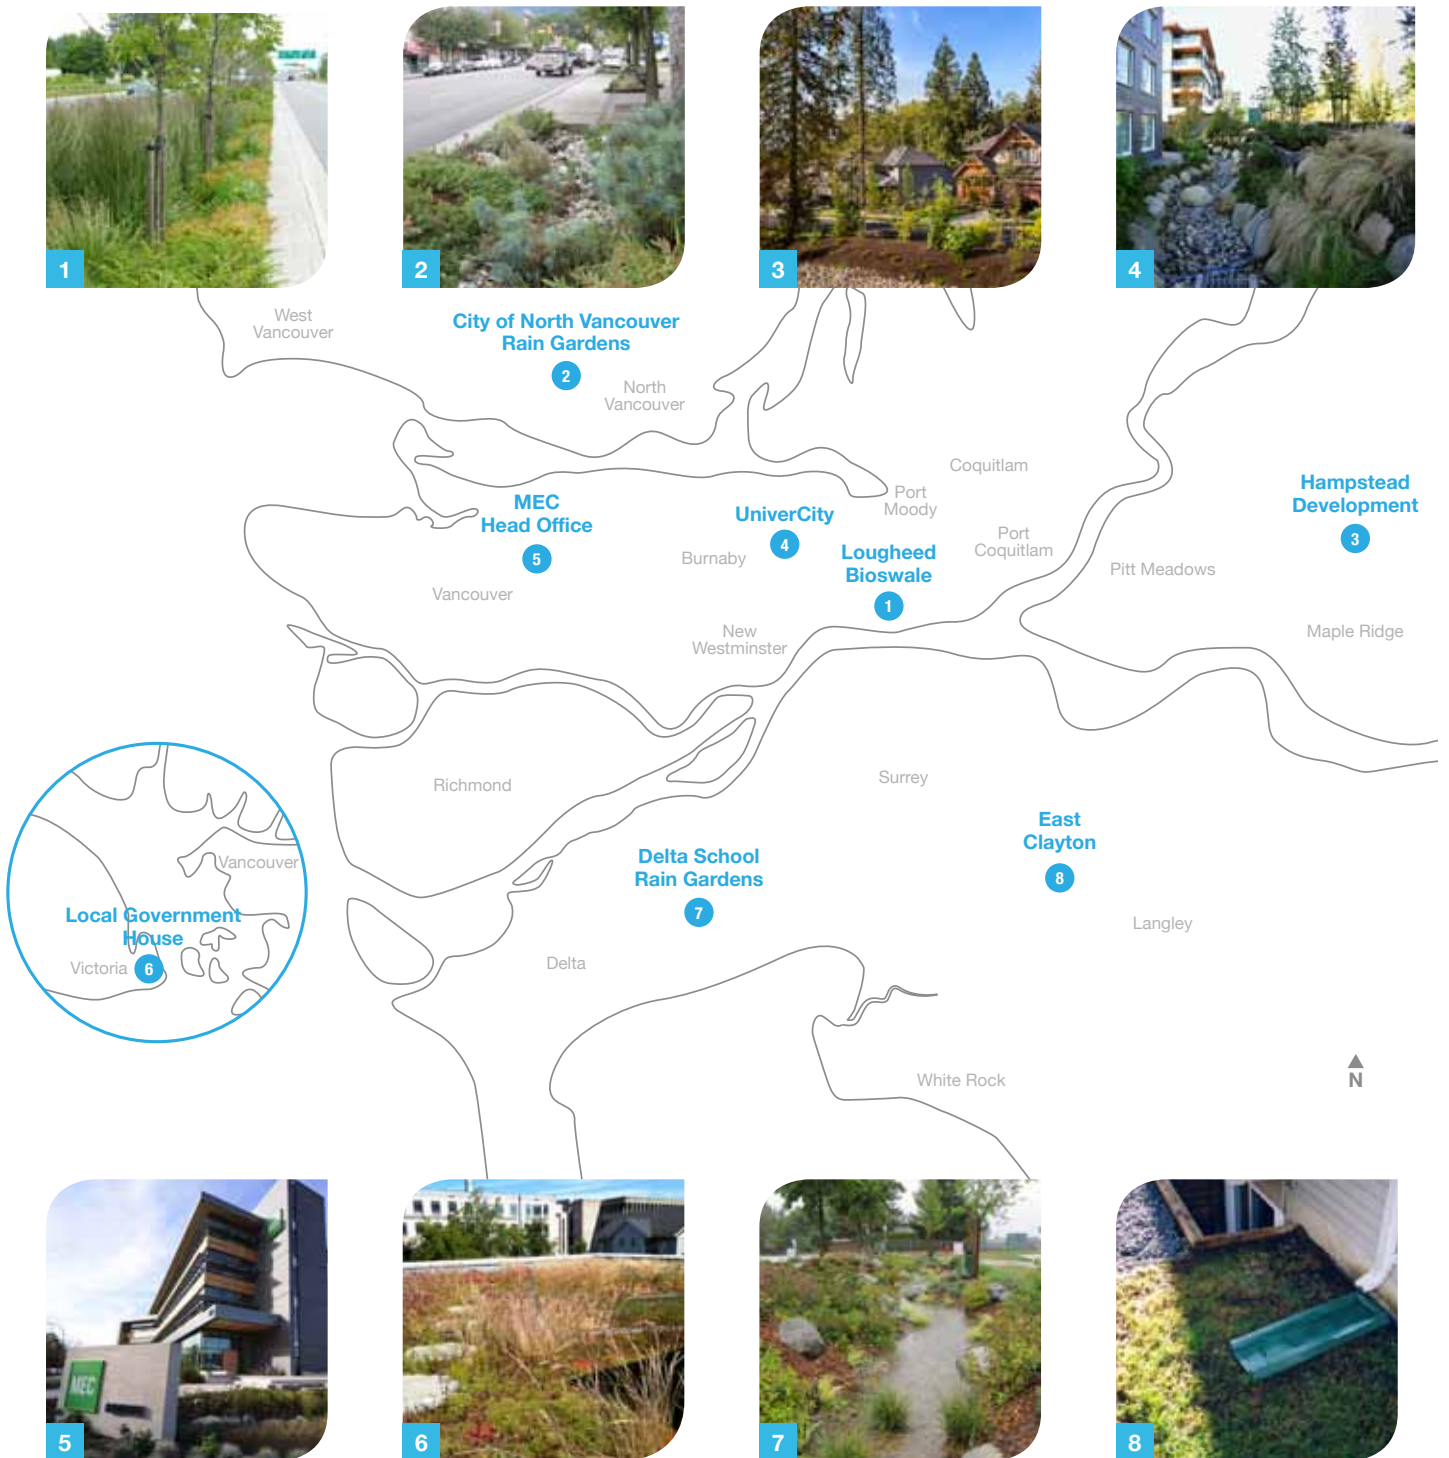 1
2
3
4
West
Vancouver
City of North Vancouver
Rain Gardens
2
North
Vancouver
Coquitlam
Port
Moody
Hampstead
Development
3
MEC
Head Office
5
UniverCity
4
Burnaby
Lougheed
Bioswale
1
Port
Coquitlam
Pitt Meadows
Vancouver
New
Westminster
Maple Ridge
Richmond
Surrey
East
Clayton
8
Vancouver
Delta School
Rain Gardens
7
Local Government
House
Victoria
6
Langley
Delta
White Rock
N
MEC
5
6
7
8